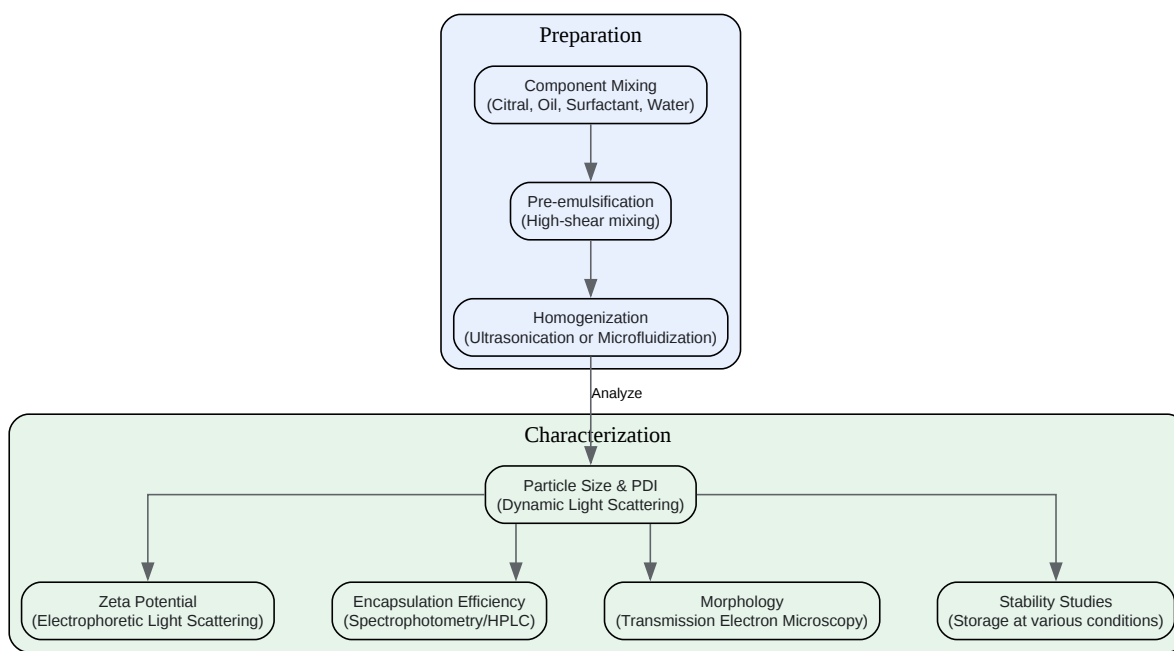 Preparation
Component Mixing
(Citral, Oil, Surfactant, Water)
Pre-emulsification
(High-shear mixing)
Homogenization
(Ultrasonication or Microfluidization)
Analyze
Characterization
Particle Size & PDI
(Dynamic Light Scattering)
Zeta Potential
(Electrophoretic Light Scattering)
Encapsulation Efficiency
(Spectrophotometry/HPLC)
Morphology
(Transmission Electron Microscopy)
Stability Studies
(Storage at various conditions)